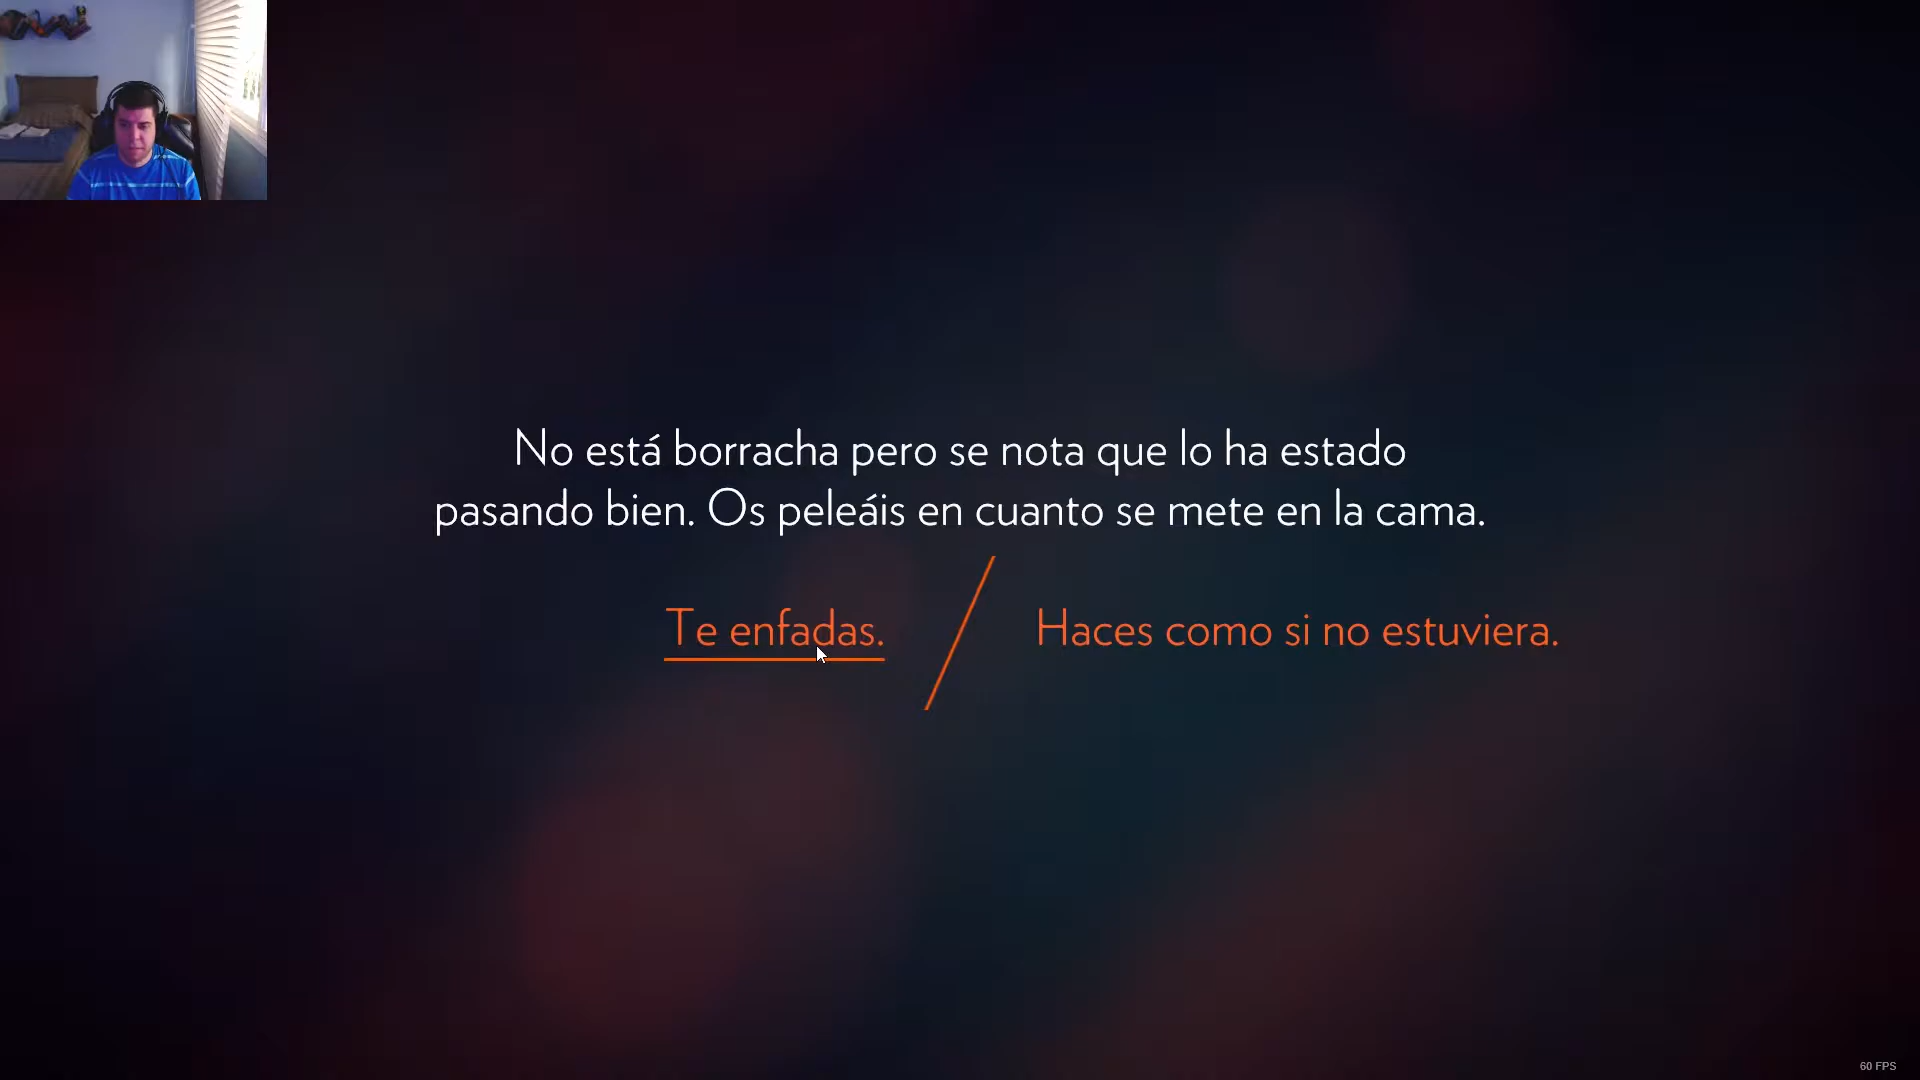 No está borracha pero se nota que lo ha estado
pasando bien. Os peleáis en cuanto se mete en la cama.
Te enfadas.
Haces como si no estuviera.
60 FPS